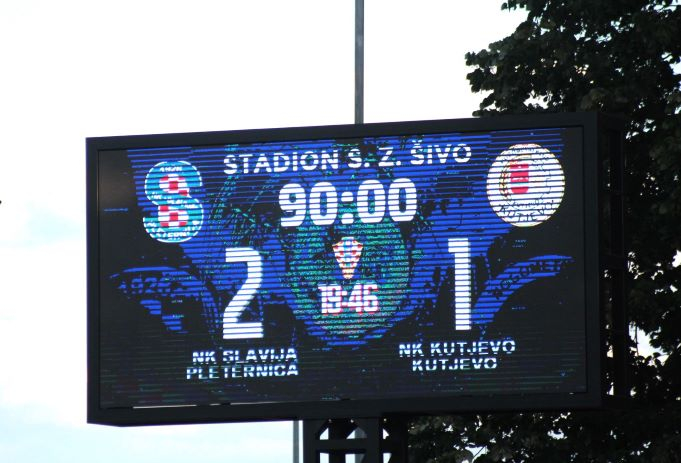 STADION S. Z. ŠIVO
90:00
2 1
19:46
NK SLAVIJA
PLETERNICA
NK KUTJEVO
KUTJEVO